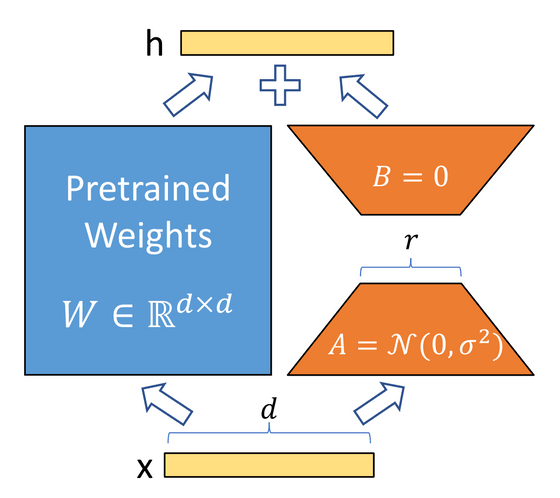 h
Pretrained
Weights
W ∈ ℝ^{d×d}
B = 0
r
A = 𝒩(0, σ²)
d
x